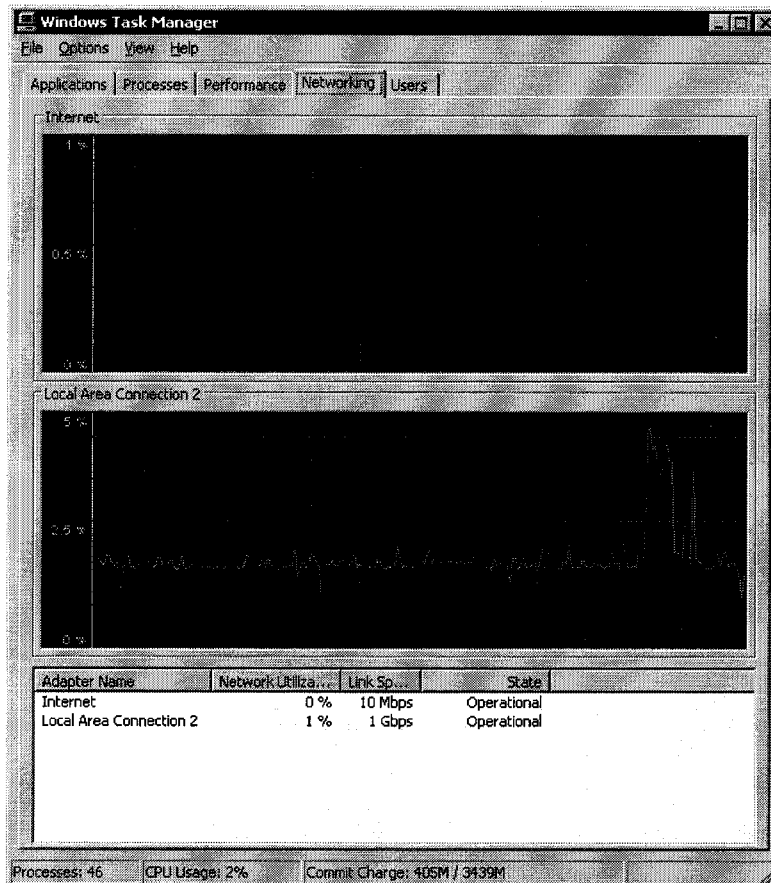 Windows Task Manager
File Options View Help
Applications Processes Performance Networking Users
Internet
1 %
0.5 %
0 %
Local Area Connection 2
5 %
2.5 %
0 %
Adapter Name Network Utiliza... Link Sp... State
Internet 0 % 10 Mbps Operational
Local Area Connection 2 1 % 1 Gbps Operational
Processes: 46 CPU Usage: 2% Commit Charge: 405M / 3439M